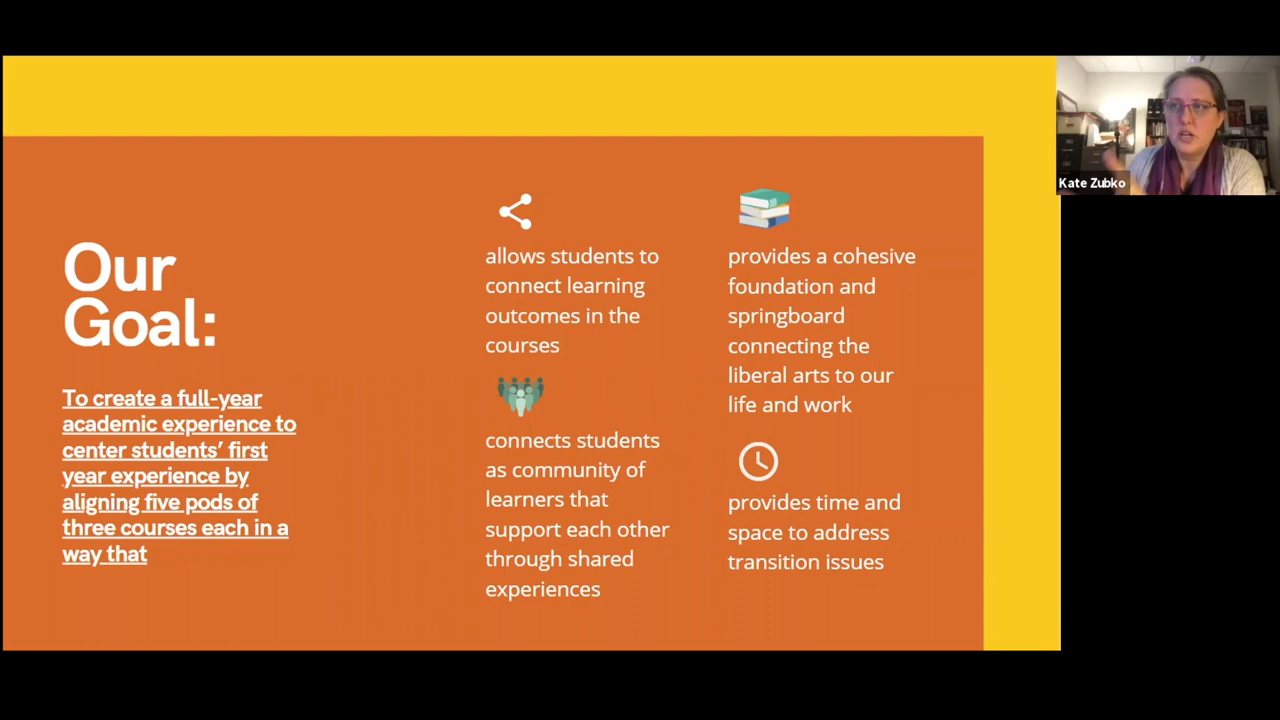 Our
Goal:
To create a full-year
academic experience to
center students' first
year experience by
aligning five pods of
three courses each in a
way that
allows students to
connect learning
outcomes in the
courses
connects students
as community of
learners that
support each other
through shared
experiences
provides a cohesive
foundation and
springboard
connecting the
liberal arts to our
life and work
provides time and
space to address
transition issues
Kate Zubko